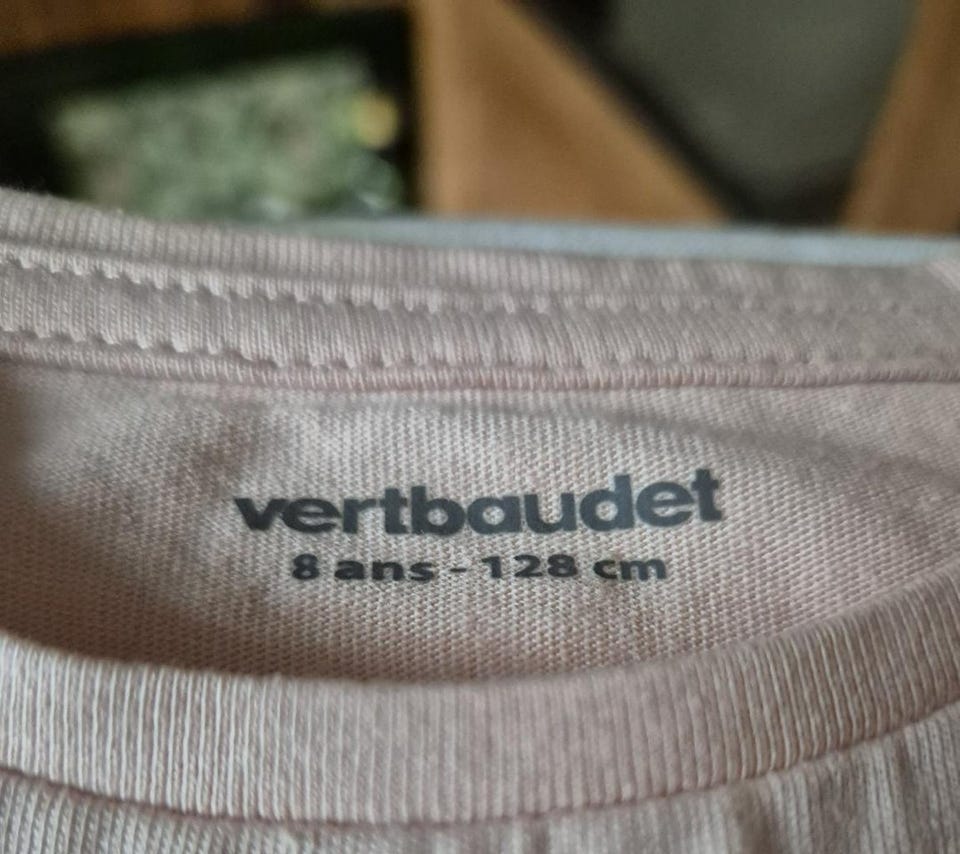 vertbaudet
8 ans - 128 cm